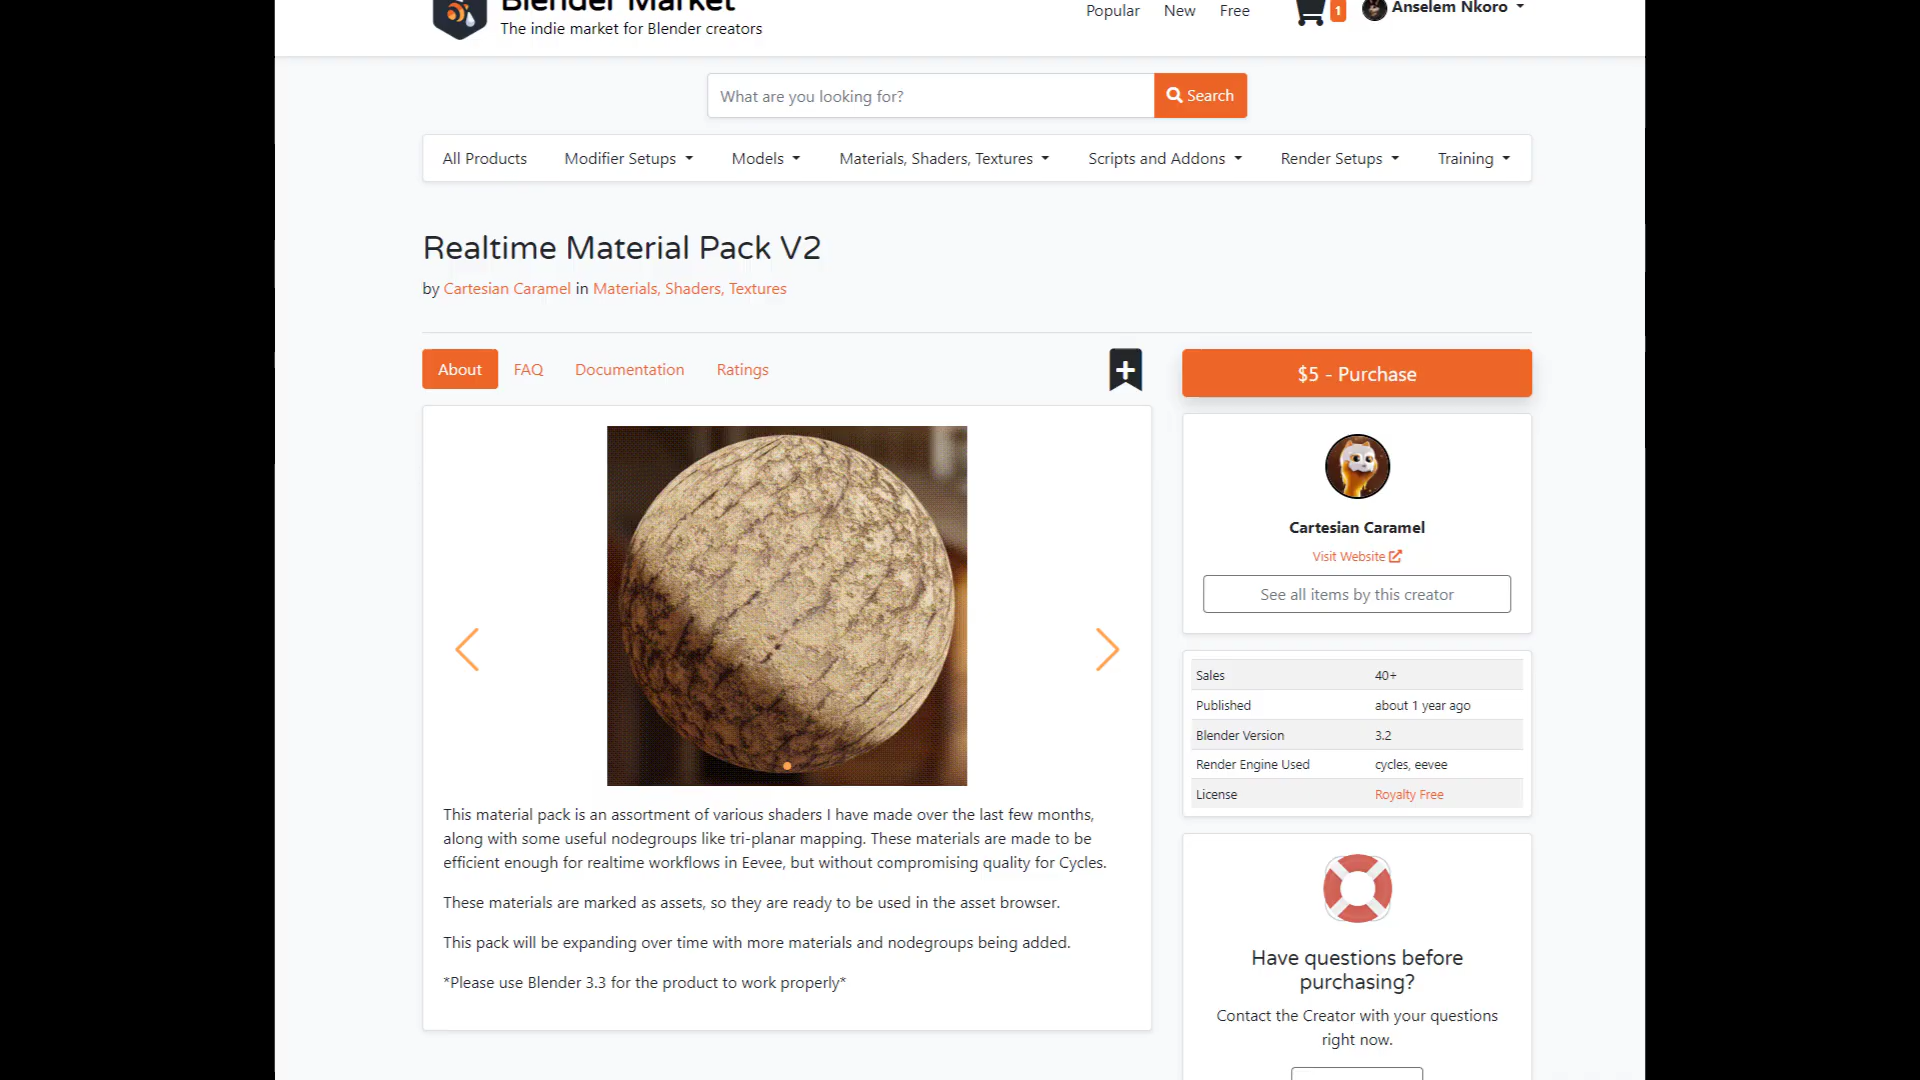 Blender Market
The indie market for Blender creators
Popular New Free 1 Anselem Nkoro
What are you looking for? Search
All Products Modifier Setups Models Materials, Shaders, Textures Scripts and Addons Render Setups Training
Realtime Material Pack V2
by Cartesian Caramel in Materials, Shaders, Textures
About FAQ Documentation Ratings
$5 - Purchase
This material pack is an assortment of various shaders I have made over the last few months,
along with some useful nodegroups like tri-planar mapping. These materials are made to be
efficient enough for realtime workflows in Eevee, but without compromising quality for Cycles.
These materials are marked as assets, so they are ready to be used in the asset browser.
This pack will be expanding over time with more materials and nodegroups being added.
*Please use Blender 3.3 for the product to work properly*
Cartesian Caramel
Visit Website
See all items by this creator
Sales 40+
Published about 1 year ago
Blender Version 3.2
Render Engine Used cycles, eevee
License Royalty Free
Have questions before
purchasing?
Contact the Creator with your questions
right now.